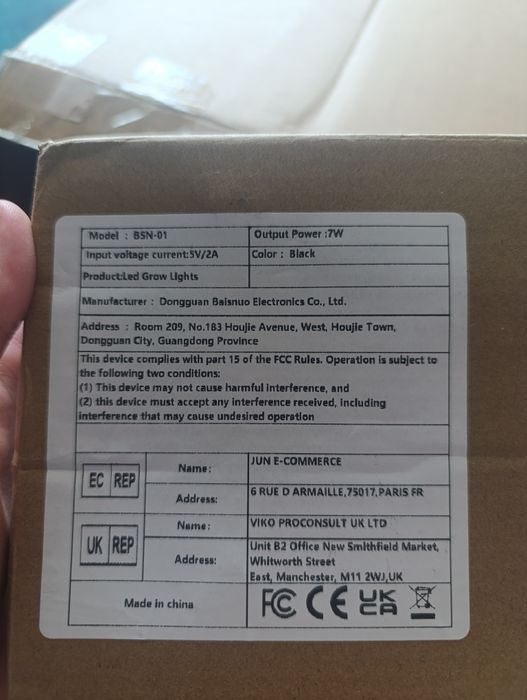 Model : BSN-01
Output Power :7W
Input voltage current:5V/2A
Color : Black
Product:Led Grow Lights
Manufacturer : Dongguan Baisnuo Electronics Co., Ltd.
Address : Room 209, No.183 Houjie Avenue, West, Houjie Town,
Dongguan City, Guangdong Province
This device complies with part 15 of the FCC Rules. Operation is subject to
the following two conditions:
(1) This device may not cause harmful interference, and
(2) this device must accept any interference received, including
interference that may cause undesired operation
EC REP
Name:
JUN E-COMMERCE
Address:
6 RUE D ARMAILLE,75017,PARIS FR
UK REP
Name:
VIKO PROCONSULT UK LTD
Address:
Unit B2 Office New Smithfield Market,
Whitworth Street
East, Manchester, M11 2WJ,UK
Made in china
FC CE UKCA